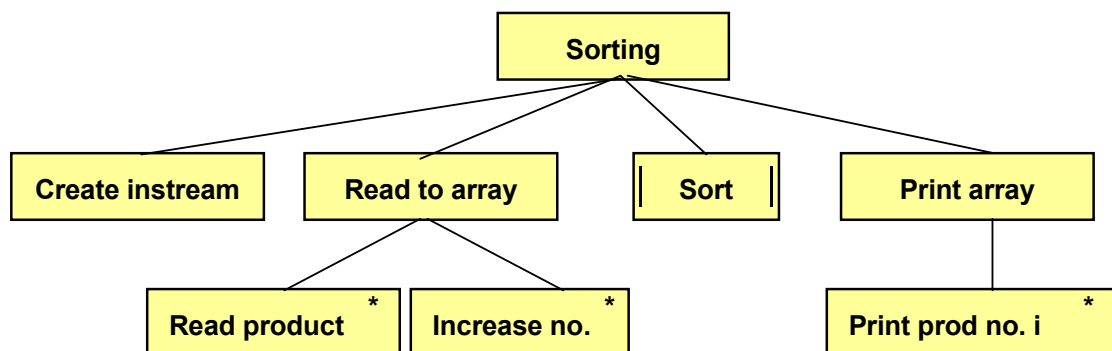 Sorting
Create instream
Read to array
Sort
Print array
Read product *
Increase no. *
Print prod no. i *